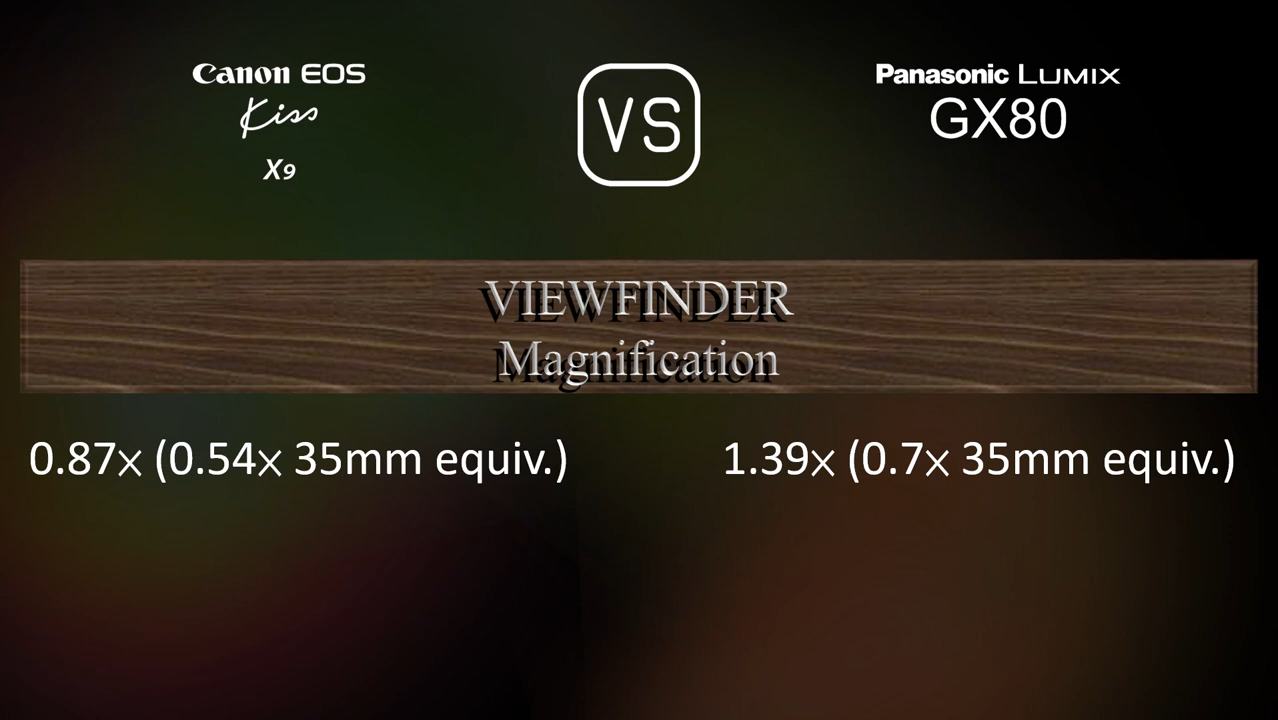 Canon EOS
Kiss
X9
VS
Panasonic LUMIX
GX80
VIEWFINDER
Magnification
0.87x (0.54x 35mm equiv.)
1.39x (0.7x 35mm equiv.)